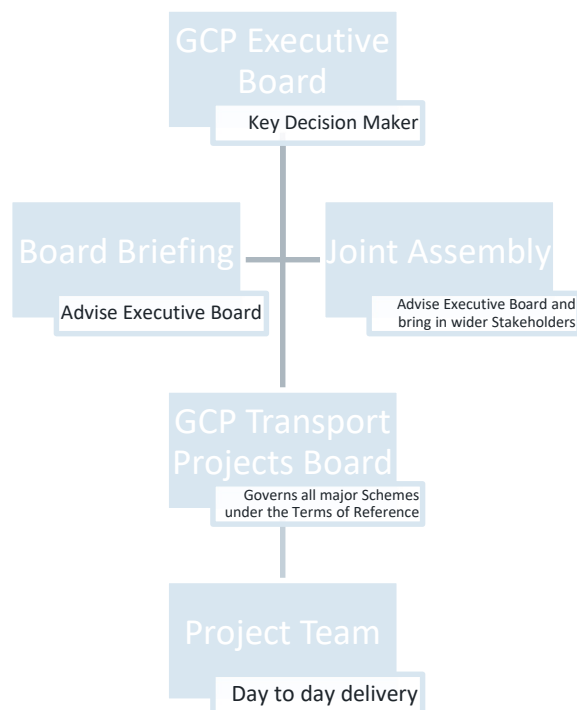 GCP Executive
Board
Key Decision Maker
Board Briefing
Advise Executive Board
Joint Assembly
Advise Executive Board and
bring in wider Stakeholders
GCP Transport
Projects Board
Governs all major Schemes
under the Terms of Reference
Project Team
Day to day delivery